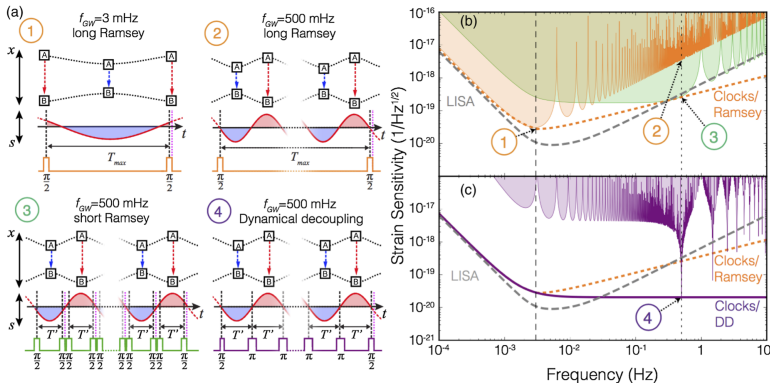 (a)
f_GW=3 mHz
long Ramsey
1
x
A A A
B B B
s
t
T_max
π/2 π/2
f_GW=500 mHz
long Ramsey
2
A A A A
B B B B
t
T_max
π/2 π/2
f_GW=500 mHz
short Ramsey
3
x
A A A A
B B B B
s
t
T' T' T' T'
π/2 π/2 π/2 π/2 π/2 π/2 π/2 π/2 π/2
f_GW=500 mHz
Dynamical decoupling
4
A A A A
B B B B
t
T' T' T' T'
π/2 π π π π π/2
Strain Sensitivity (1/Hz^1/2)
10^-16
10^-17
10^-18
10^-19
10^-20
(b)
LISA
1
2
3
Clocks/
Ramsey
10^-17
10^-18
10^-19
10^-20
10^-21
(c)
LISA
4
Clocks/
Ramsey
Clocks/
DD
10^-4 10^-3 10^-2 10^-1 1 10
Frequency (Hz)